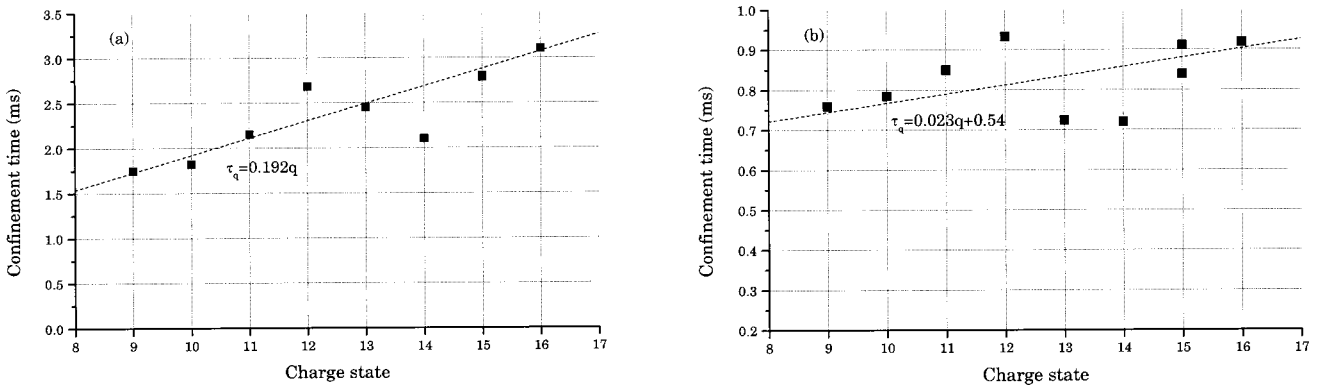 (a)
Confinement time (ms)
3.5
3.0
2.5
2.0
1.5
1.0
0.5
0.0
τq=0.192q
8 9 10 11 12 13 14 15 16 17
Charge state
(b)
Confinement time (ms)
1.0
0.9
0.8
0.7
0.6
0.5
0.4
0.3
0.2
τq=0.023q+0.54
8 9 10 11 12 13 14 15 16 17
Charge state